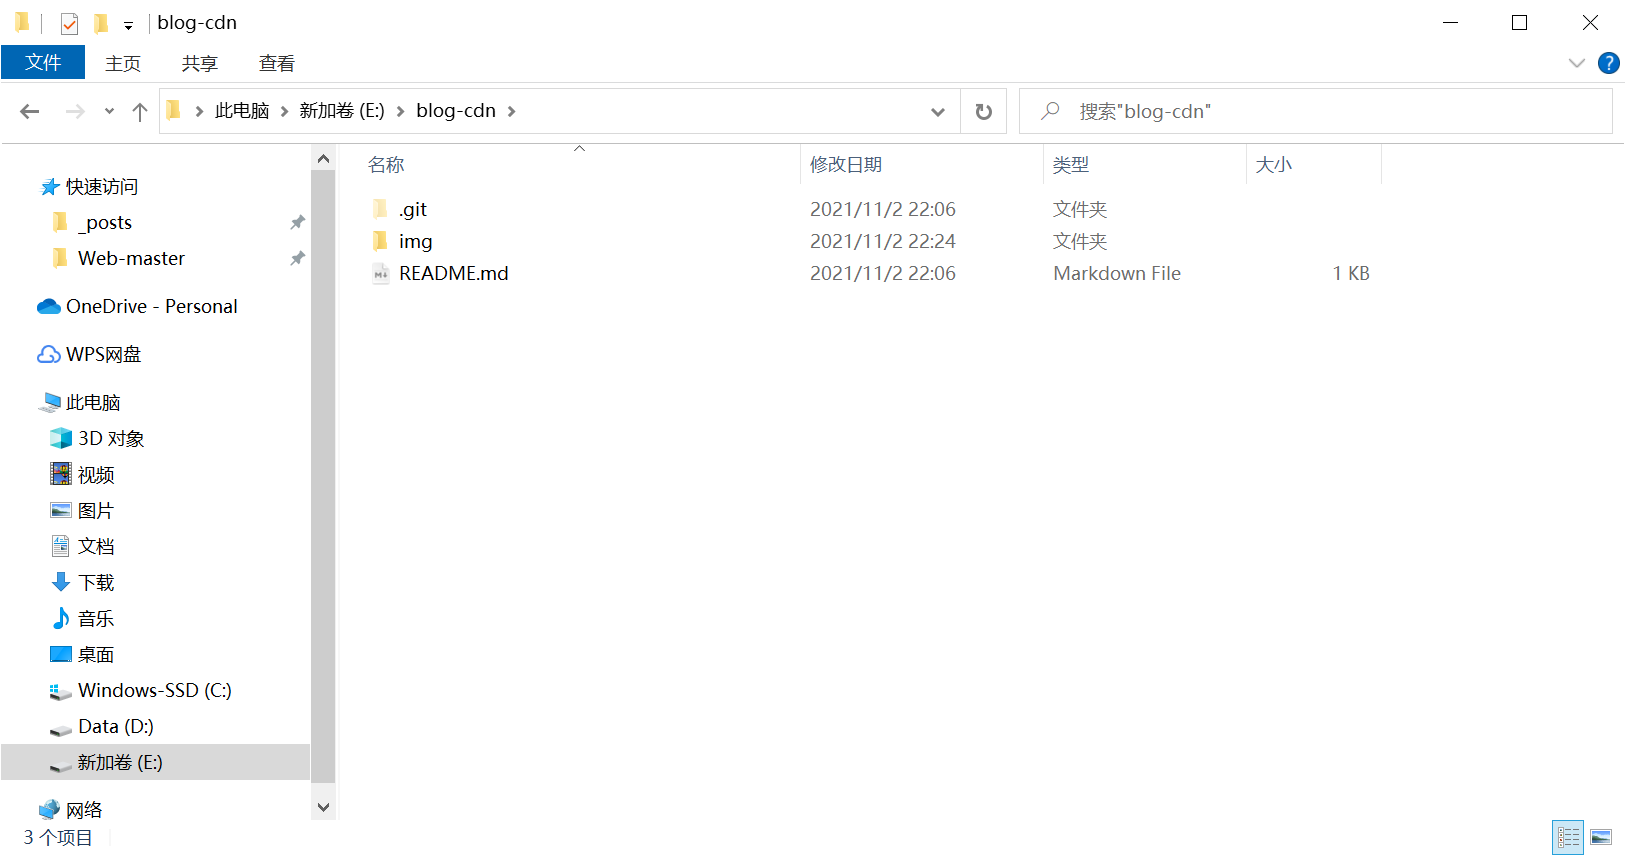 blog-cdn
文件 主页 共享 查看
此电脑 新加卷 (E:) blog-cdn
搜索"blog-cdn"
名称 修改日期 类型 大小
.git 2021/11/2 22:06 文件夹
img 2021/11/2 22:24 文件夹
README.md 2021/11/2 22:06 Markdown File 1 KB
快速访问
_posts
Web-master
OneDrive - Personal
WPS网盘
此电脑
3D 对象
视频
图片
文档
下载
音乐
桌面
Windows-SSD (C:)
Data (D:)
新加卷 (E:)
网络
3 个项目